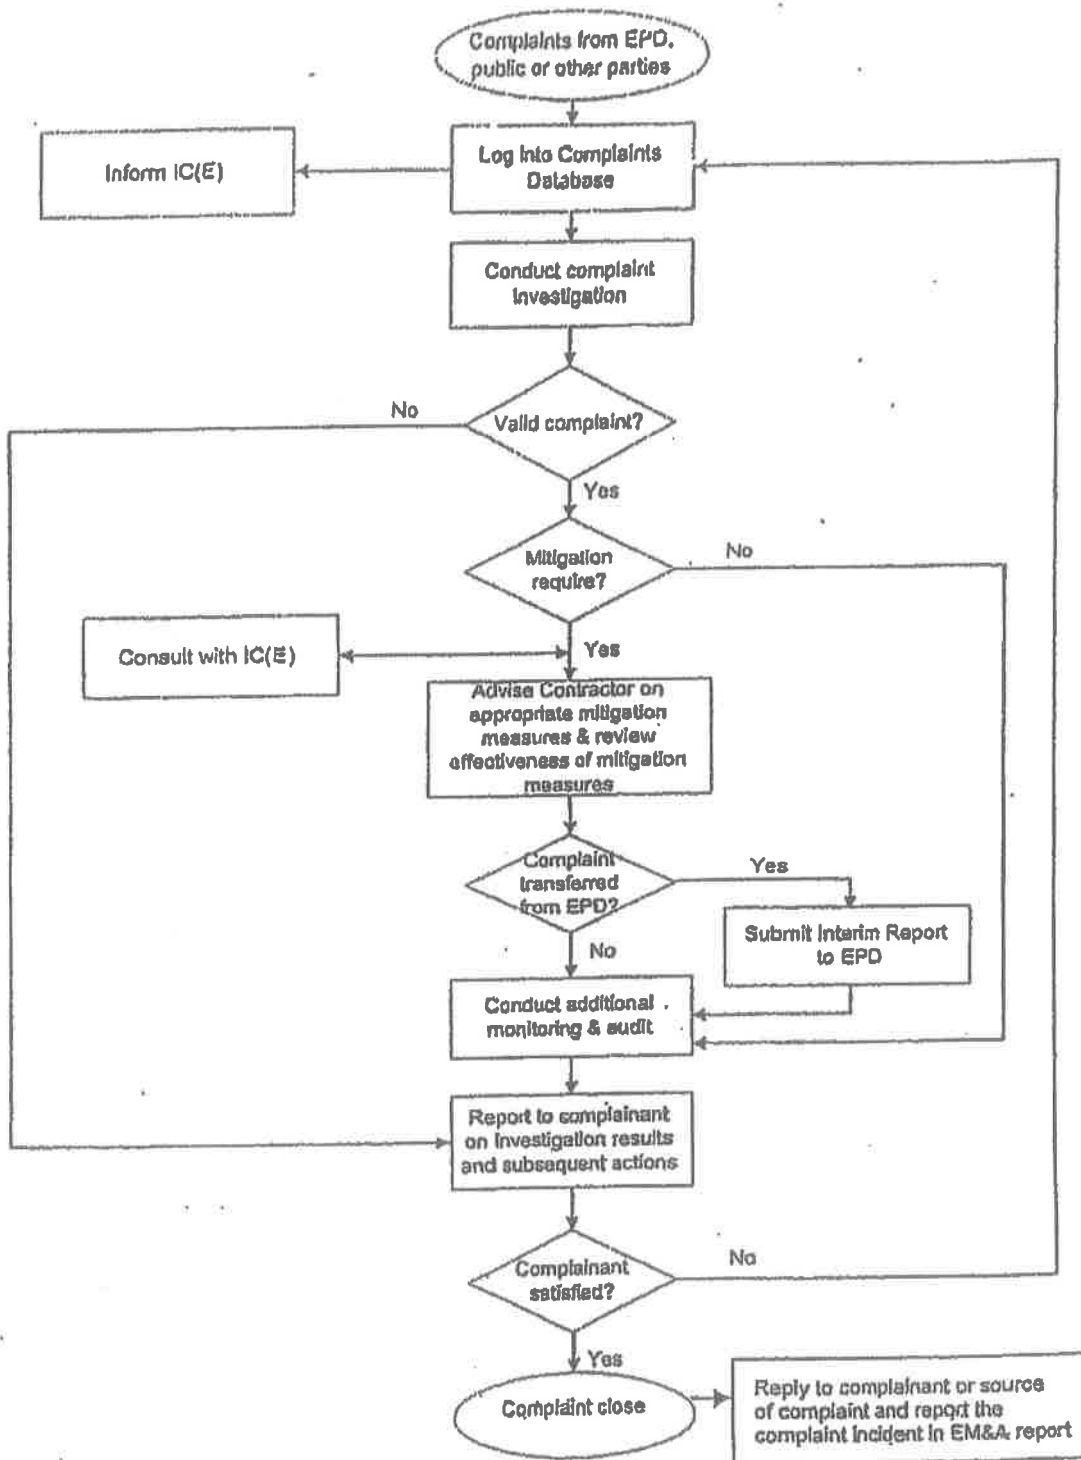 Complaints from EPD,
public or other parties
Inform IC(E)
Log Into Complaints
Database
Conduct complaint
Investigation
No
Valid complaint?
Yes
Mitigation
require?
No
Consult with IC(E)
Yes
Advise Contractor on
appropriate mitigation
measures & review
effectiveness of mitigation
measures
Complaint
transferred
from EPD?
Yes
Submit Interim Report
to EPD
No
Conduct additional
monitoring & audit
Report to complainant
on Investigation results
and subsequent actions
Complainant
satisfied?
No
Yes
Complaint close
Reply to complainant or source
of complaint and report the
complaint Incident in EM&A report